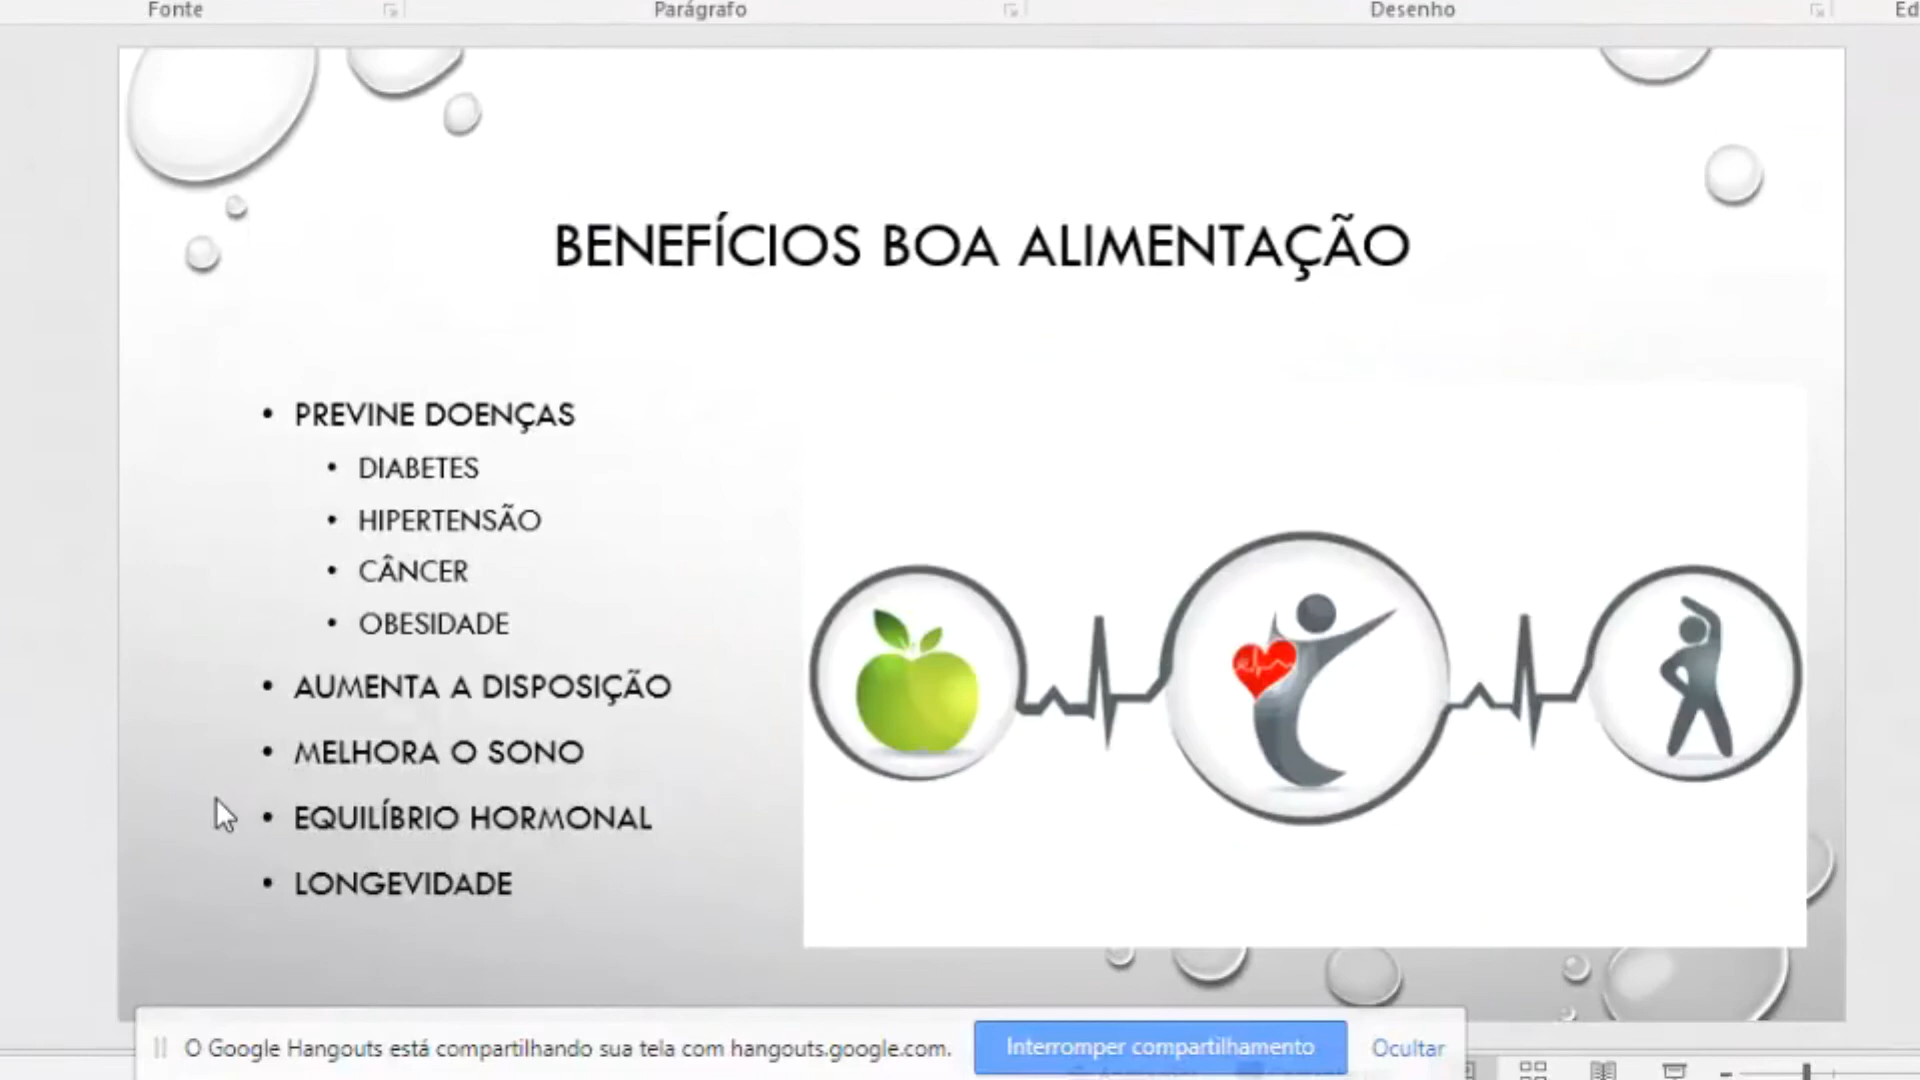 Fonte
Parágrafo
Desenho
Ed
BENEFÍCIOS BOA ALIMENTAÇÃO
• PREVINE DOENÇAS
• DIABETES
• HIPERTENSÃO
• CÂNCER
• OBESIDADE
• AUMENTA A DISPOSIÇÃO
• MELHORA O SONO
• EQUILÍBRIO HORMONAL
• LONGEVIDADE
O Google Hangouts está compartilhando sua tela com hangouts.google.com.
Interromper compartilhamento
Ocultar